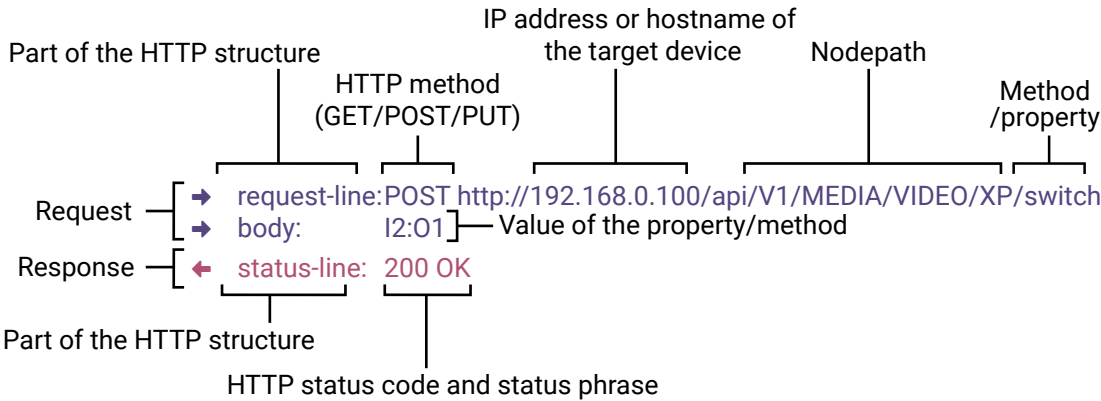 IP address or hostname of
the target device
Part of the HTTP structure
Nodepath
HTTP method
(GET/POST/PUT)
Method
/property
Request
➜ request-line: POST http://192.168.0.100/api/V1/MEDIA/VIDEO/XP/switch
➜ body: I2:O1
Value of the property/method
Response
← status-line: 200 OK
Part of the HTTP structure
HTTP status code and status phrase